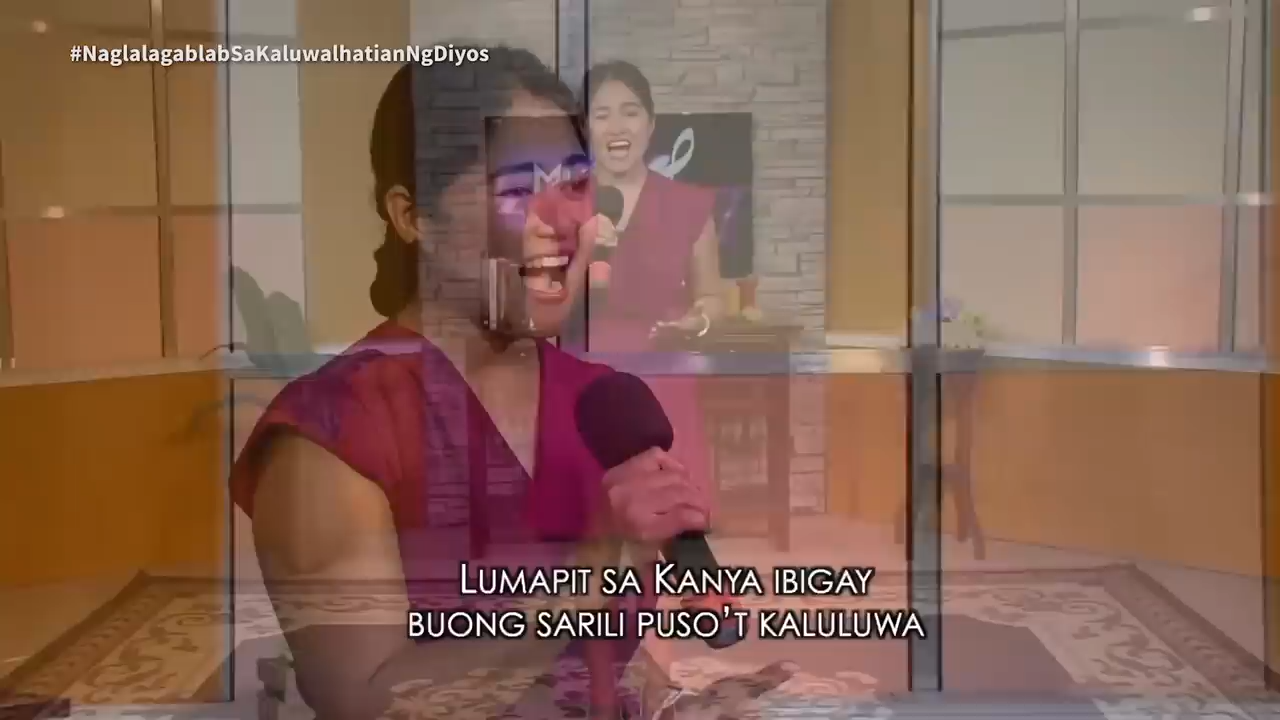 #NaglalagablabSaKaluwalhatianNgDiyos
LUMAPIT SA KANYA IBIGAY
BUONG SARILI PUSO'T KALULUWA